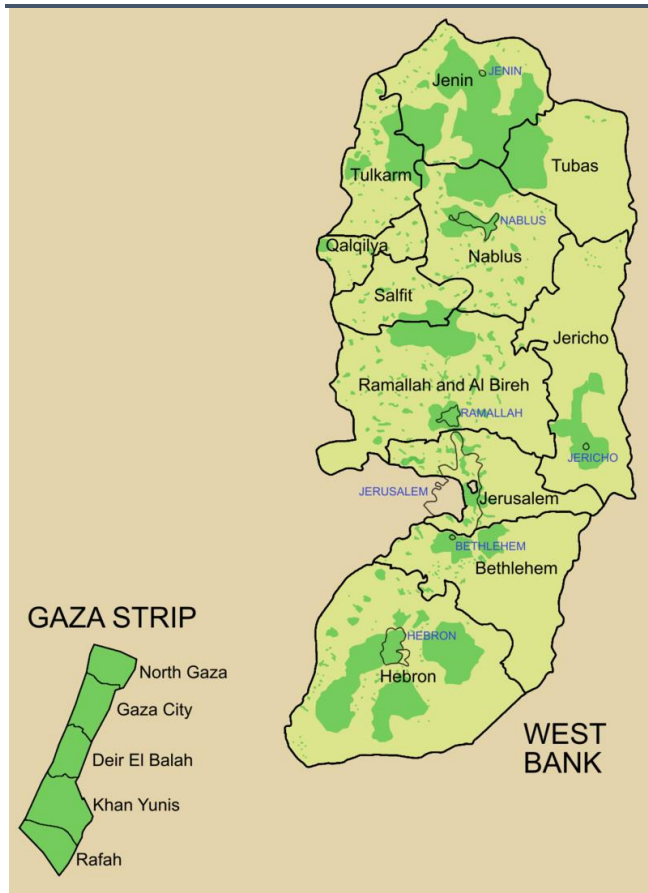 Jenin
JENIN
Tubas
Tulkarm
NABLUS
Qalqilya
Nablus
Salfit
Jericho
Ramallah and Al Bireh
RAMALLAH
JERICHO
JERUSALEM
Jerusalem
BETHLEHEM
Bethlehem
HEBRON
Hebron
GAZA STRIP
North Gaza
Gaza City
Deir El Balah
Khan Yunis
Rafah
WEST
BANK